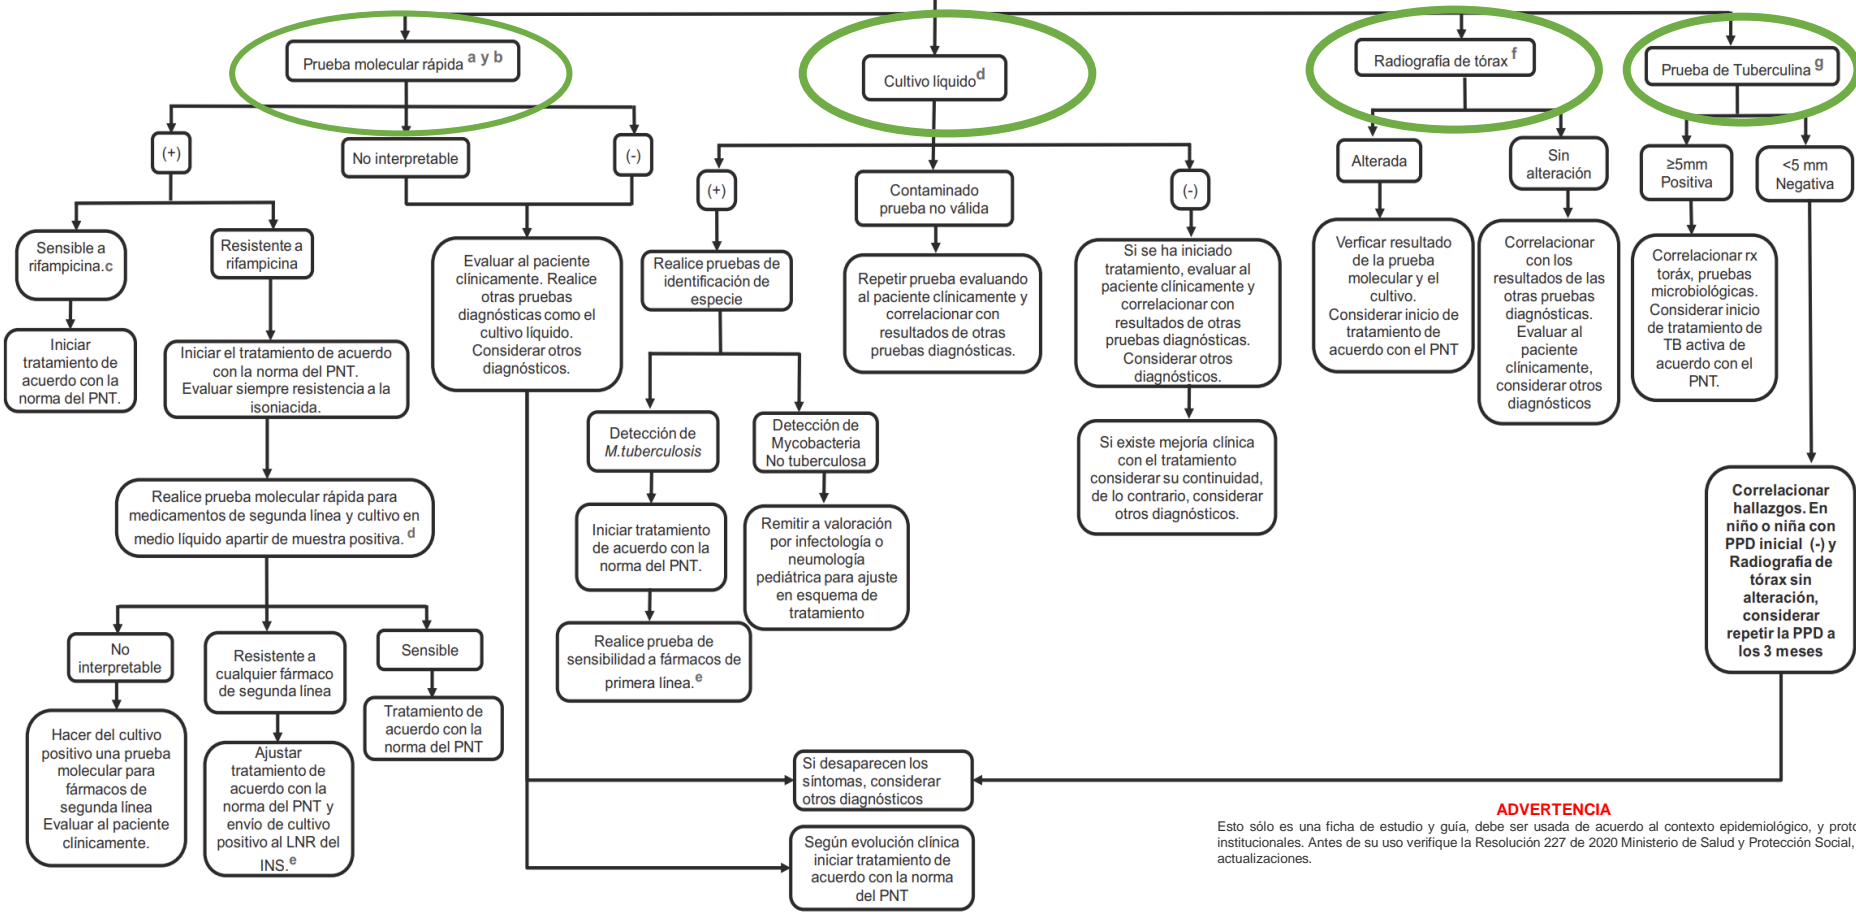 Prueba molecular rápida a y b
(+)
No interpretable
(-)
Sensible a
rifampicina.c
Resistente a
rifampicina
Iniciar
tratamiento de
acuerdo con la
norma del PNT.
Iniciar el tratamiento de acuerdo
con la norma del PNT.
Evaluar siempre resistencia a la
isoniacida.
Evaluar al paciente
clínicamente. Realice
otras pruebas
diagnósticas como el
cultivo líquido.
Considerar otros
diagnósticos.
Realice prueba molecular rápida para
medicamentos de segunda línea y cultivo en
medio líquido apartir de muestra positiva. d
No
interpretable
Resistente a
cualquier fármaco
de segunda línea
Sensible
Hacer del cultivo
positivo una prueba
molecular para
fármacos de
segunda línea
Evaluar al paciente
clínicamente.
Ajustar
tratamiento de
acuerdo con la
norma del PNT y
envío de cultivo
positivo al LNR del
INS.e
Tratamiento de
acuerdo con la
norma del PNT
Cultivo líquido d
(+)
Contaminado
prueba no válida
(-)
Realice pruebas de
identificación de
especie
Repetir prueba evaluando
al paciente clínicamente y
correlacionar con
resultados de otras
pruebas diagnósticas.
Si se ha iniciado
tratamiento, evaluar al
paciente clínicamente y
correlacionar con
resultados de otras
pruebas diagnósticas.
Considerar otros
diagnósticos.
Detección de
M.tuberculosis
Detección de
Mycobacteria
No tuberculosa
Si existe mejoría clínica
con el tratamiento
considerar su continuidad,
de lo contrario, considerar
otros diagnósticos.
Iniciar tratamiento
de acuerdo con la
norma del PNT.
Remitir a valoración
por infectología o
neumología
pediátrica para ajuste
en esquema de
tratamiento
Realice prueba de
sensibilidad a fármacos de
primera línea.e
Radiografía de tórax f
Alterada
Sin
alteración
Verficar resultado
de la prueba
molecular y el
cultivo.
Considerar inicio de
tratamiento de
acuerdo con el PNT
Correlacionar
con los
resultados de las
otras pruebas
diagnósticas.
Evaluar al
paciente
clínicamente,
considerar otros
diagnósticos
Prueba de Tuberculina g
≥5mm
Positiva
<5 mm
Negativa
Correlacionar rx
toráx, pruebas
microbiológicas.
Considerar inicio
de tratamiento de
TB activa de
acuerdo con el
PNT.
Correlacionar
hallazgos. En
niño o niña con
PPD inicial (-) y
Radiografía de
tórax sin
alteración,
considerar
repetir la PPD a
los 3 meses
Si desaparecen los
síntomas, considerar
otros diagnósticos
Según evolución clínica
iniciar tratamiento de
acuerdo con la norma
del PNT
ADVERTENCIA
Esto sólo es una ficha de estudio y guía, debe ser usada de acuerdo al contexto epidemiológico, y proto
institucionales. Antes de su uso verifique la Resolución 227 de 2020 Ministerio de Salud y Protección Social,
actualizaciones.